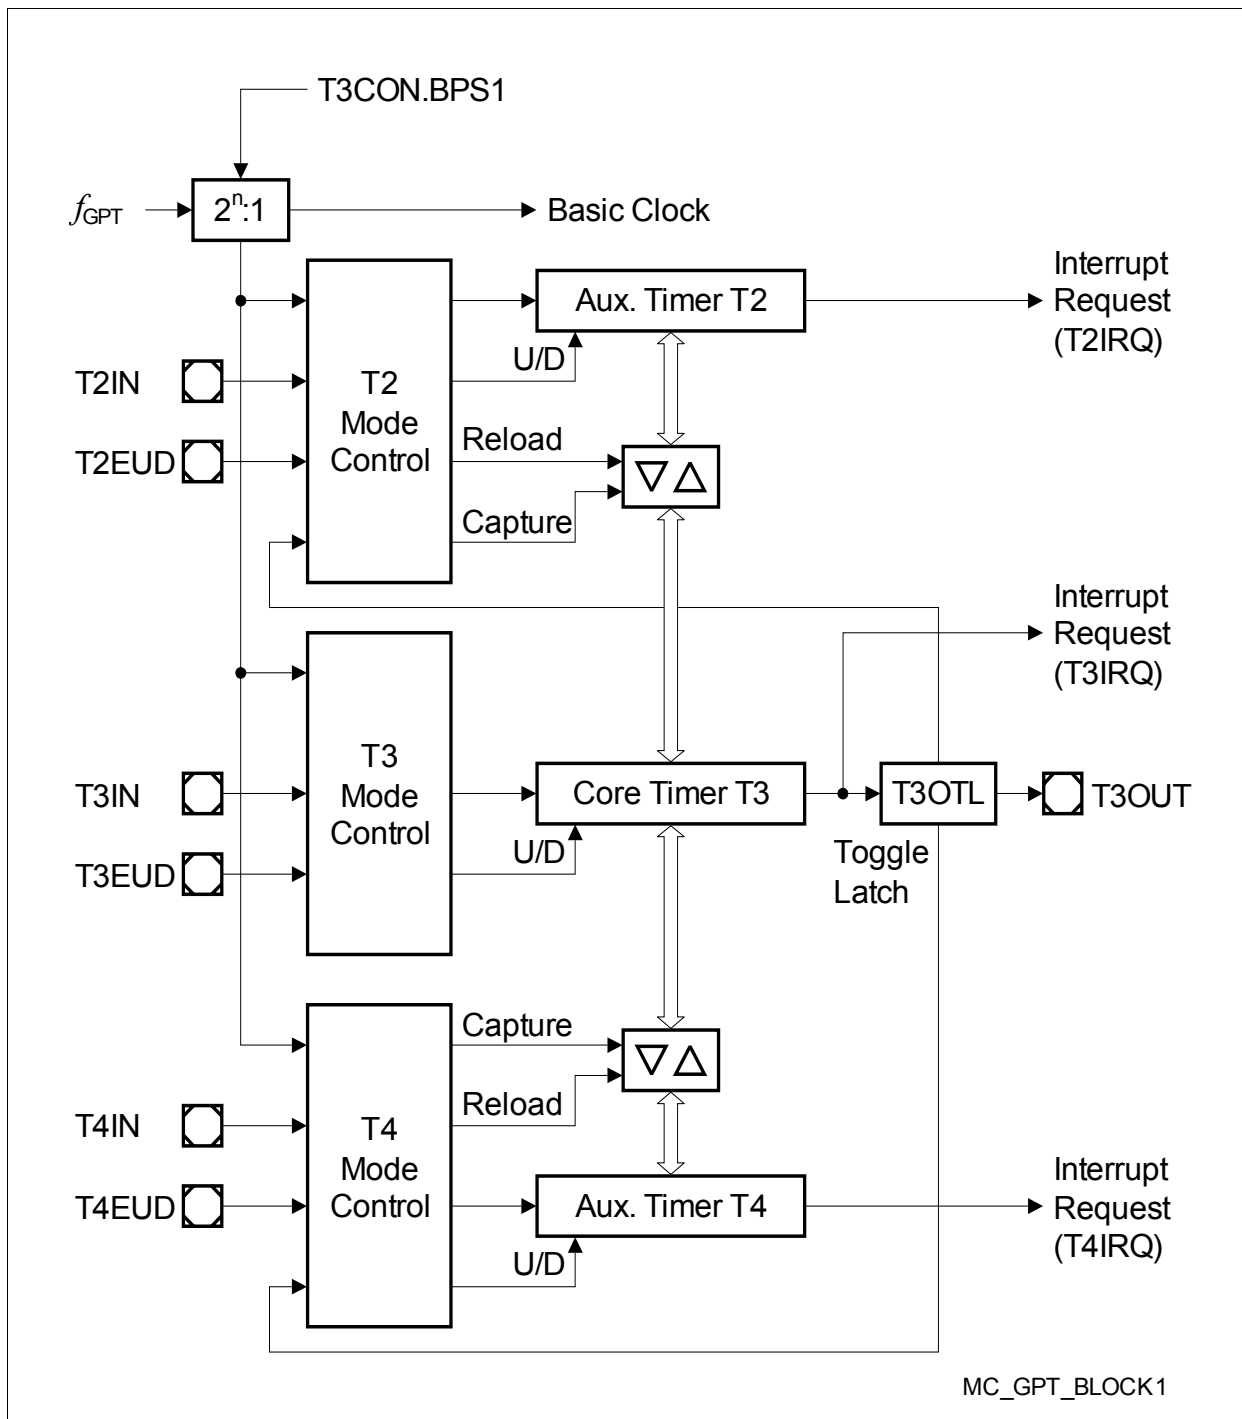 T3CON.BPS1
fGPT
2ⁿ:1
Basic Clock
Interrupt
Request
(T2IRQ)
Aux. Timer T2
U/D
T2IN
T2
Mode
Control
T2EUD
Reload
Capture
Interrupt
Request
(T3IRQ)
T3
Mode
Control
T3IN
Core Timer T3
T3OTL
T3OUT
U/D
Toggle
Latch
T3EUD
Capture
Reload
T4IN
T4
Mode
Control
T4EUD
Aux. Timer T4
Interrupt
Request
(T4IRQ)
U/D
MC_GPT_BLOCK1